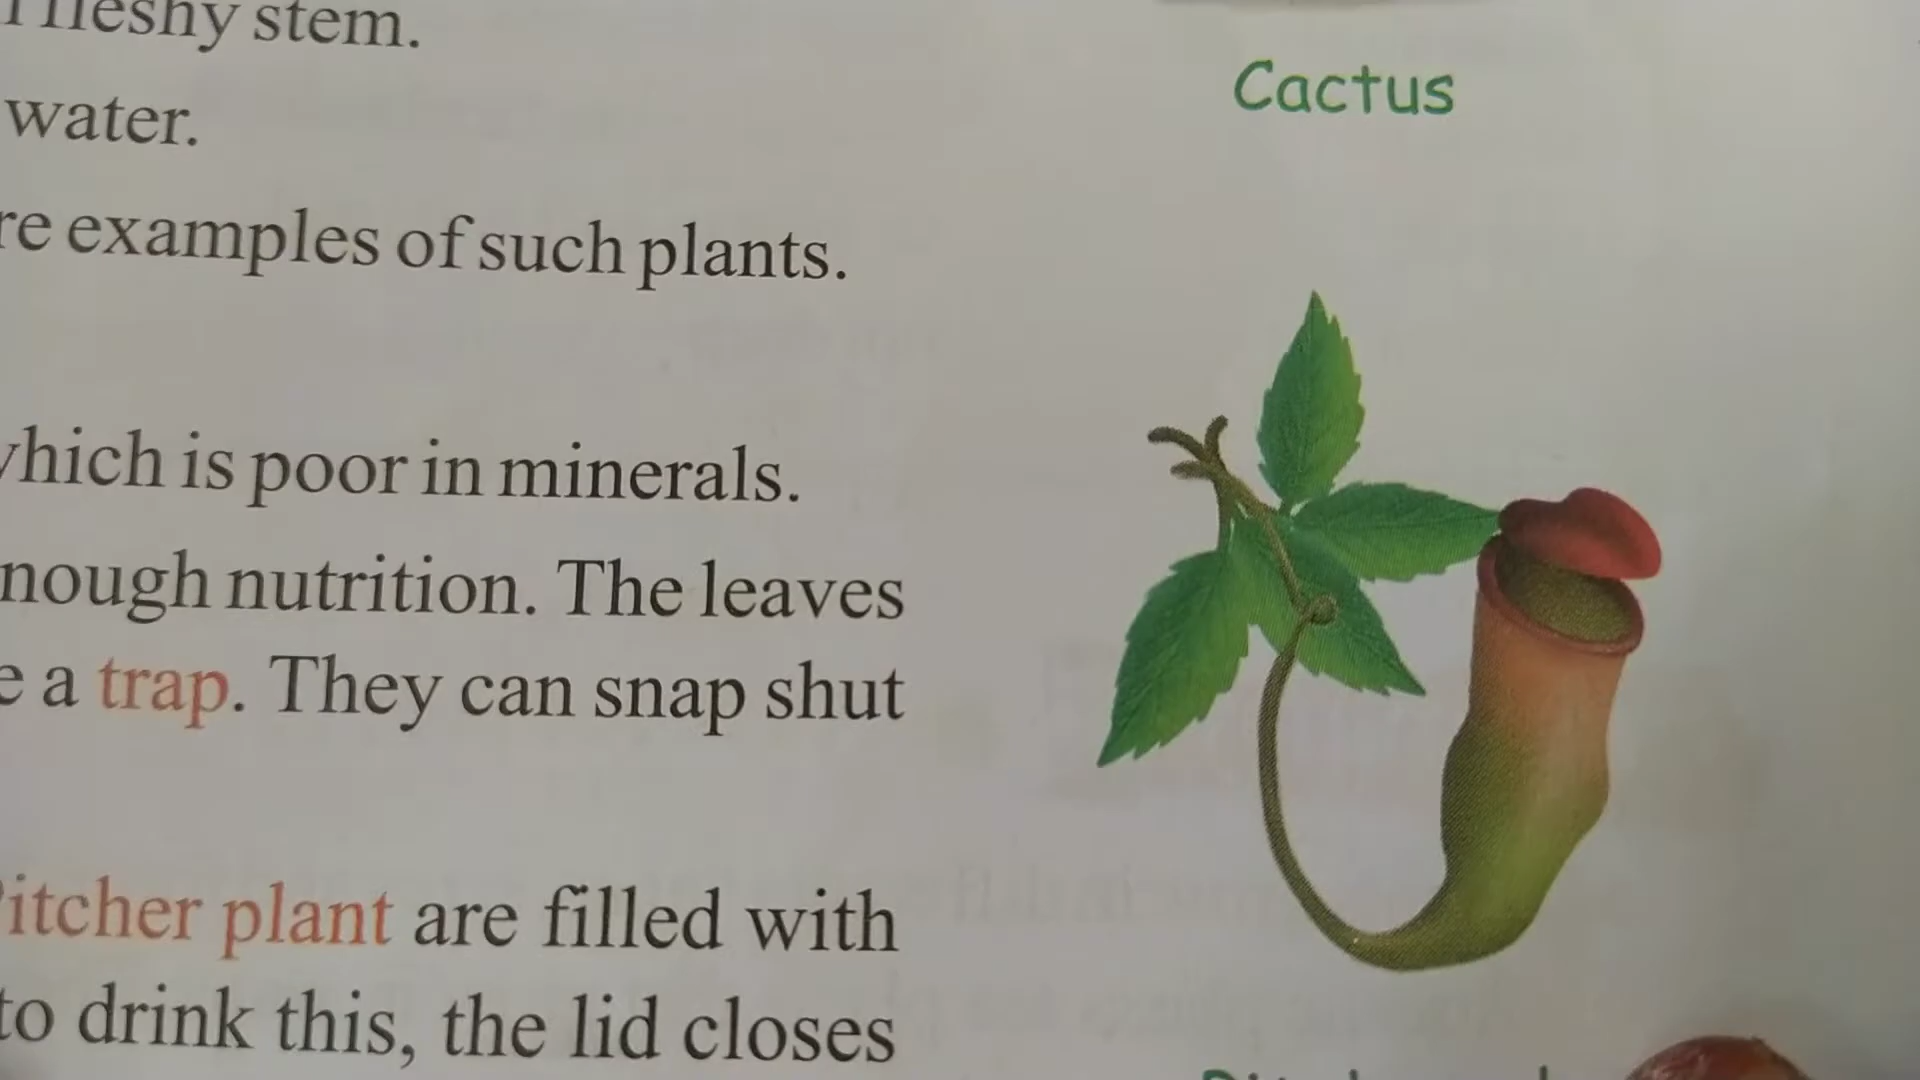 fleshy stem.
water.
Cactus
re examples of such plants.
which is poor in minerals.
nough nutrition. The leaves
e a trap. They can snap shut
Pitcher plant are filled with
to drink this, the lid closes